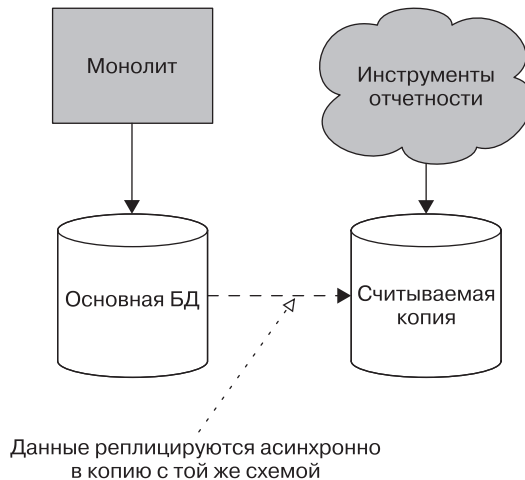 Монолит
Инструменты
отчетности
Основная БД
Считываемая
копия
Данные реплицируются асинхронно
в копию с той же схемой